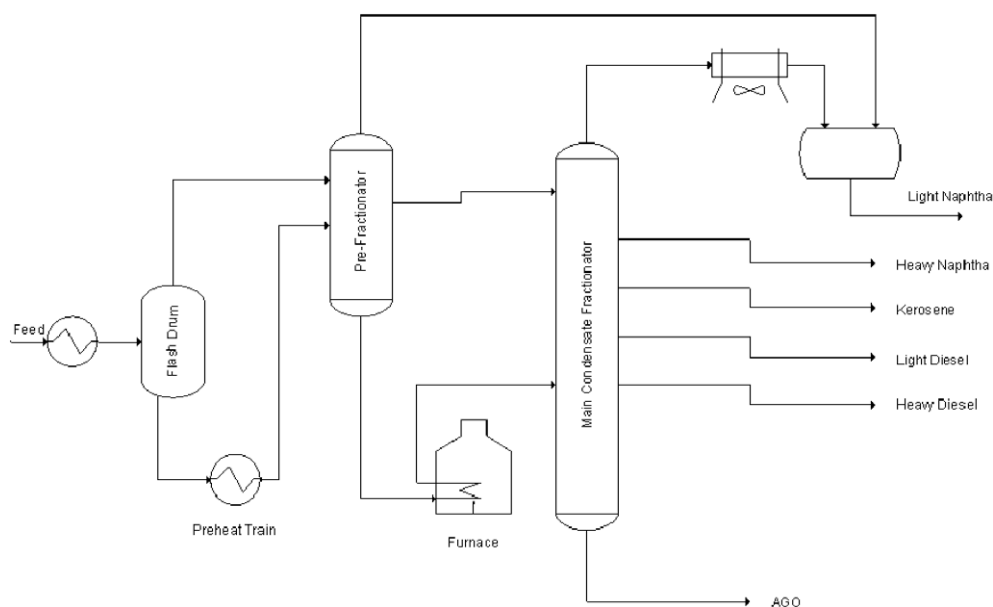 Light Naphtha
Pre-Fractionator
Main Condensate Fractionator
Heavy Naphtha
Kerosene
Feed
Flash Drum
Light Diesel
Heavy Diesel
Preheat Train
Furnace
AGO